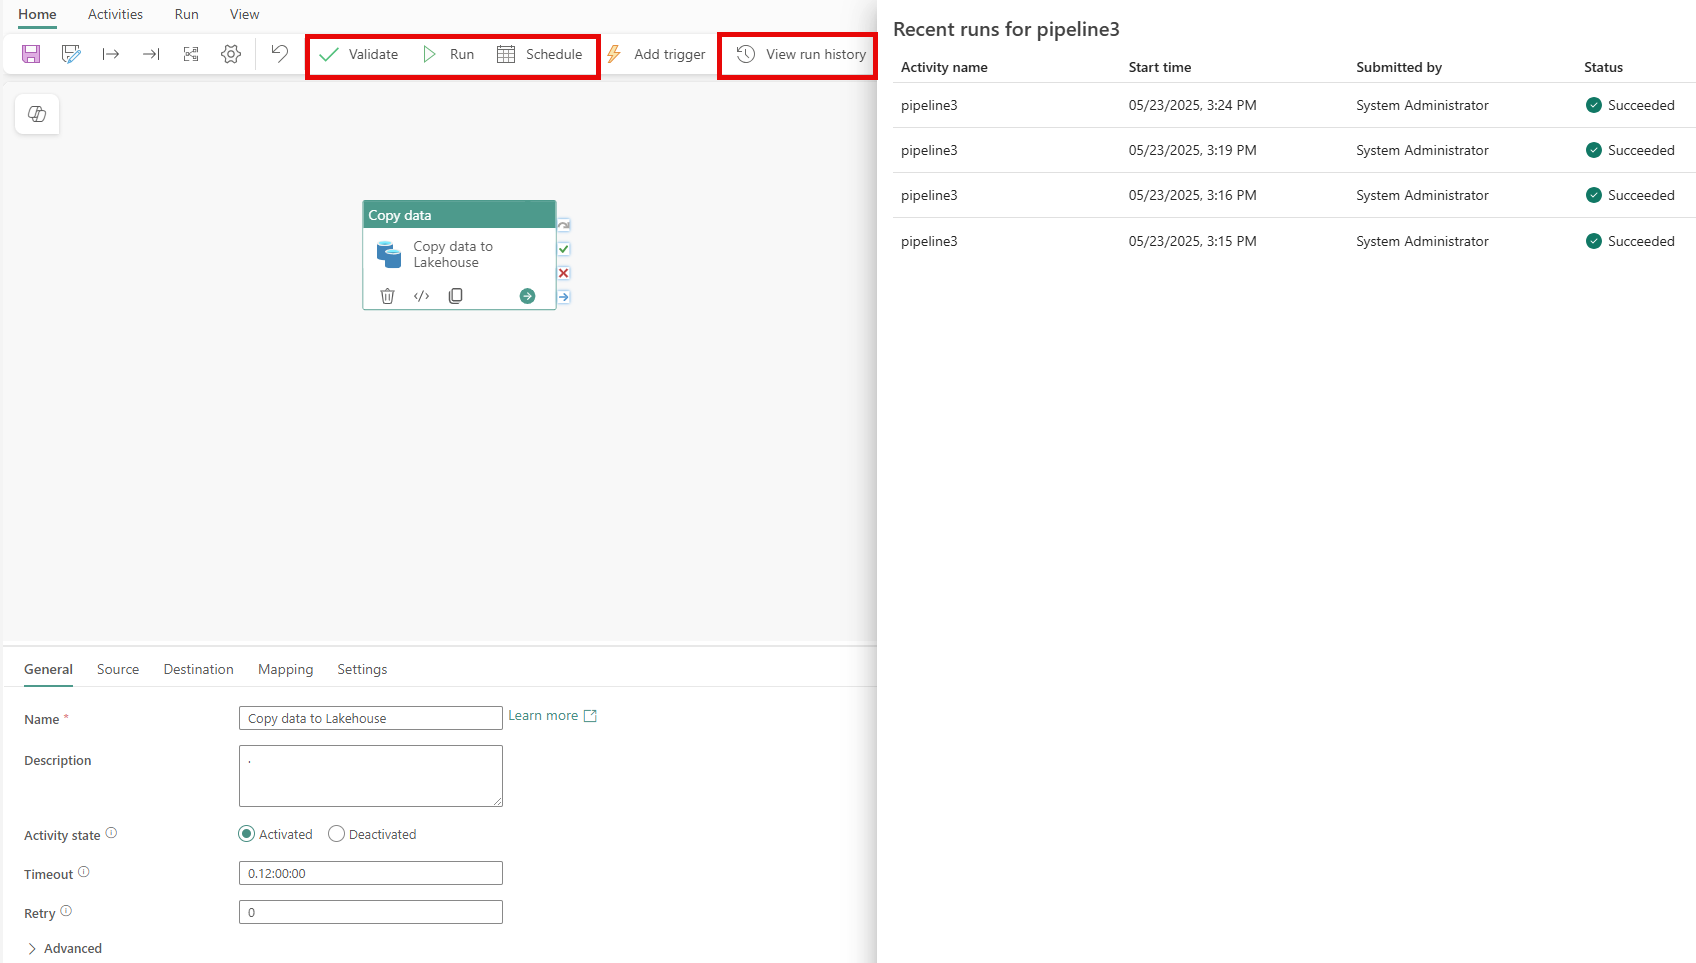 Home Activities Run View
Validate Run Schedule Add trigger View run history
Copy data
Copy data to
Lakehouse
General Source Destination Mapping Settings
Name * Copy data to Lakehouse Learn more
Description .
Activity state Activated Deactivated
Timeout 0.12:00:00
Retry 0
Advanced
Recent runs for pipeline3
Activity name Start time Submitted by Status
pipeline3 05/23/2025, 3:24 PM System Administrator Succeeded
pipeline3 05/23/2025, 3:19 PM System Administrator Succeeded
pipeline3 05/23/2025, 3:16 PM System Administrator Succeeded
pipeline3 05/23/2025, 3:15 PM System Administrator Succeeded